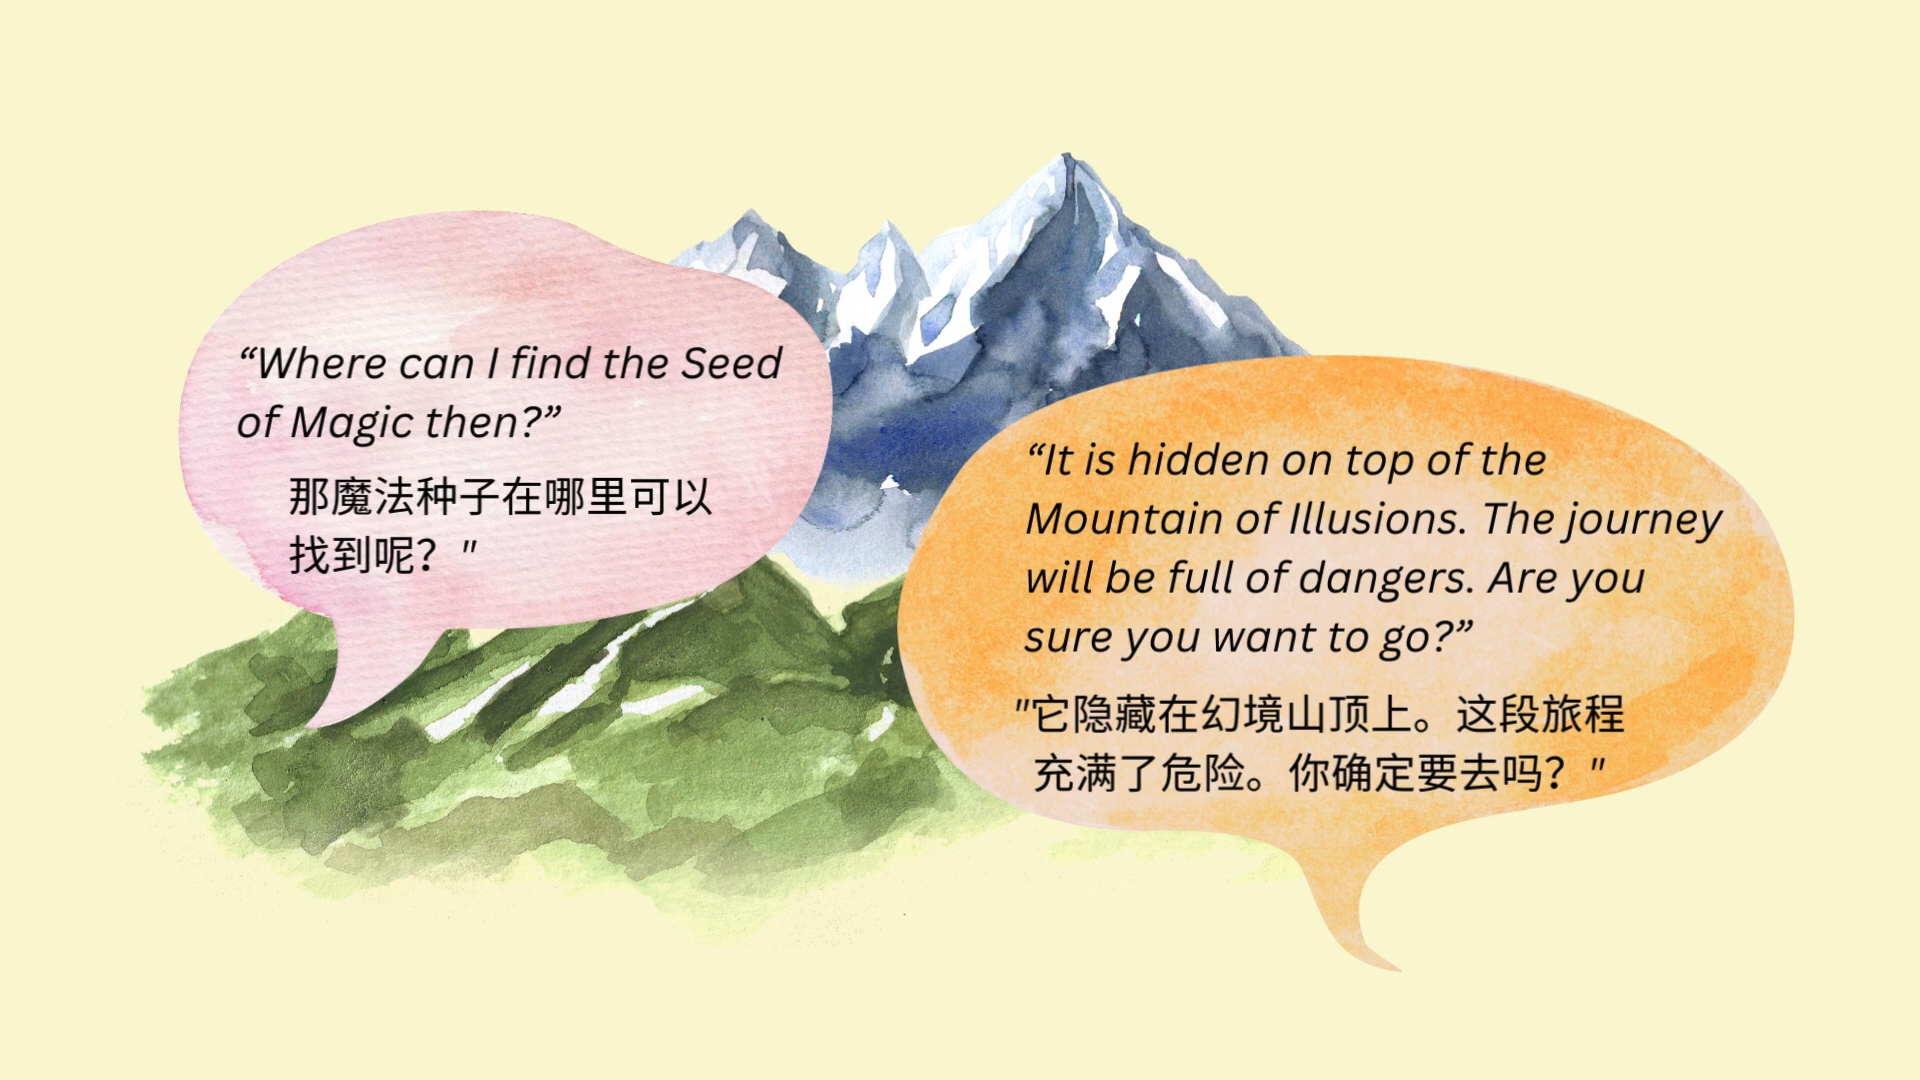 “Where can I find the Seed
of Magic then?”
那魔法种子在哪里可以
找到呢？"
“It is hidden on top of the
Mountain of Illusions. The journey
will be full of dangers. Are you
sure you want to go?”
"它隐藏在幻境山顶上。这段旅程
充满了危险。你确定要去吗？"